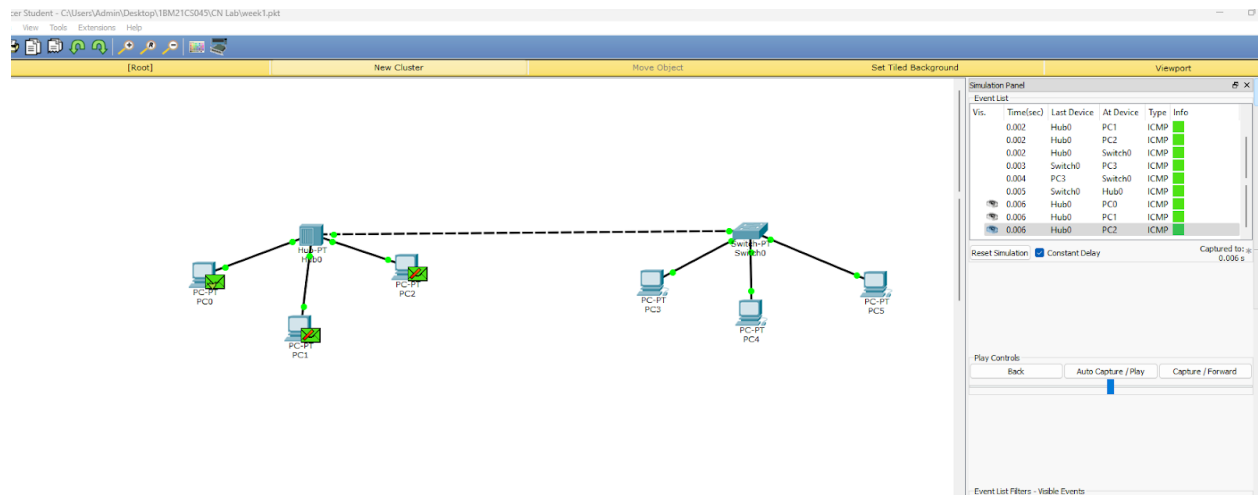 cer Student - C:\Users\Admin\Desktop\1BM21CS045\CN Lab\week1.pkt
View Tools Extensions Help
[Root] New Cluster Move Object Set Tiled Background Viewport
Simulation Panel
Event List
Vis. Time(sec) Last Device At Device Type Info
0.002 Hub0 PC1 ICMP
0.002 Hub0 PC2 ICMP
0.002 Hub0 Switch0 ICMP
0.003 Switch0 PC3 ICMP
0.004 PC3 Switch0 ICMP
0.005 Switch0 Hub0 ICMP
0.006 Hub0 PC0 ICMP
0.006 Hub0 PC1 ICMP
0.006 Hub0 PC2 ICMP
Reset Simulation Constant Delay Captured to: *
0.006 s
Play Controls
Back Auto Capture / Play Capture / Forward
Event List Filters - Visible Events
Hub-PT
Hub0
Switch-PT
Switch0
PC-PT
PC0
PC-PT
PC1
PC-PT
PC2
PC-PT
PC3
PC-PT
PC4
PC-PT
PC5